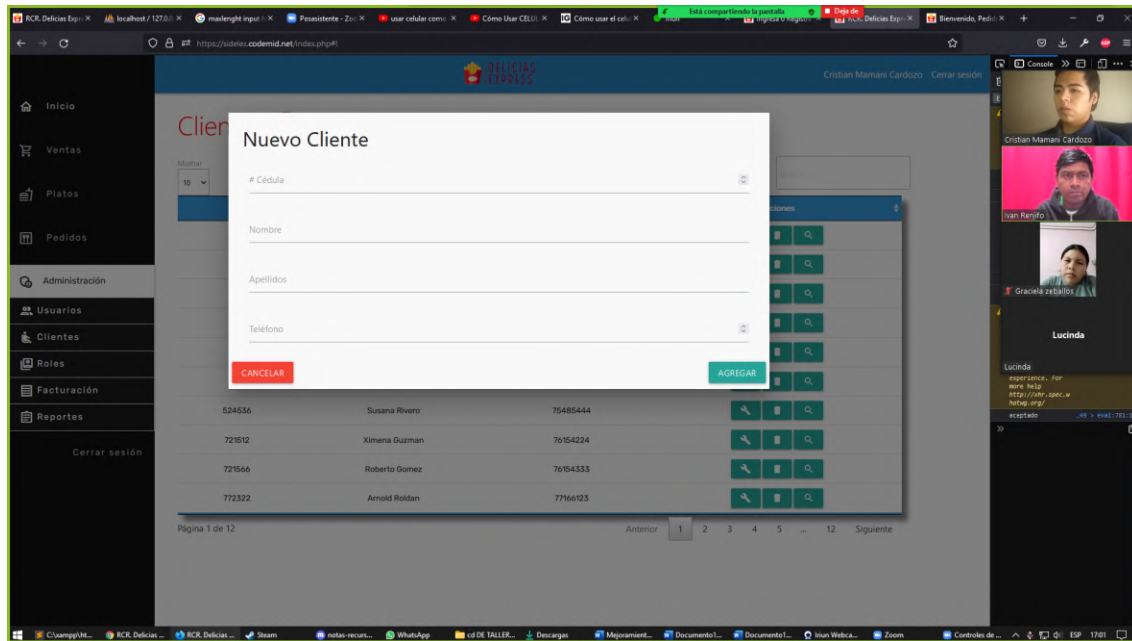 RCR. Delicias Expr
localhost / 127.0.0.
maxlenght input h
Pesasistente - Zoo
usar celular como
Cómo Usar CELUL
Cómo usar el celu
Está compartiendo la pantalla
Deja de
Ingresa o Registr
RCR. Delicias Expr
Bienvenido, Pedid
https://sidelex.codemid.net/index.php#!
DELICIAS
EXPRESS
Cristian Mamani Cardozo Cerrar sesión
Console
Inicio
Ventas
Platos
Pedidos
Administración
Usuarios
Clientes
Roles
Facturación
Reportes
Cerrar sesión
Clien
Mostrar
10
Nuevo Cliente
# Cédula
Nombre
Apellidos
Teléfono
CANCELAR
AGREGAR
ciones
524536 Susana Rivero 75485444
721512 Ximena Guzman 76154224
721566 Roberto Gomez 76154333
772322 Arnold Roldan 77166123
Página 1 de 12
Anterior 1 2 3 4 5 ... 12 Siguiente
Cristian Mamani Cardozo
Ivan Renjifo
Graciela zeballos
Lucinda
Lucinda
experience. For
more help
http://xhr.spec.w
hatwg.org/
aceptado
C:\xampp\ht...
RCR. Delicias ...
RCR. Delicias ...
Steam
notas-recurs...
WhatsApp
cd DE TALLER...
Descargas
Mejoramient...
Documento1...
Documento1...
Iriun Webca...
Zoom
Controles de ...
ESP
17:01